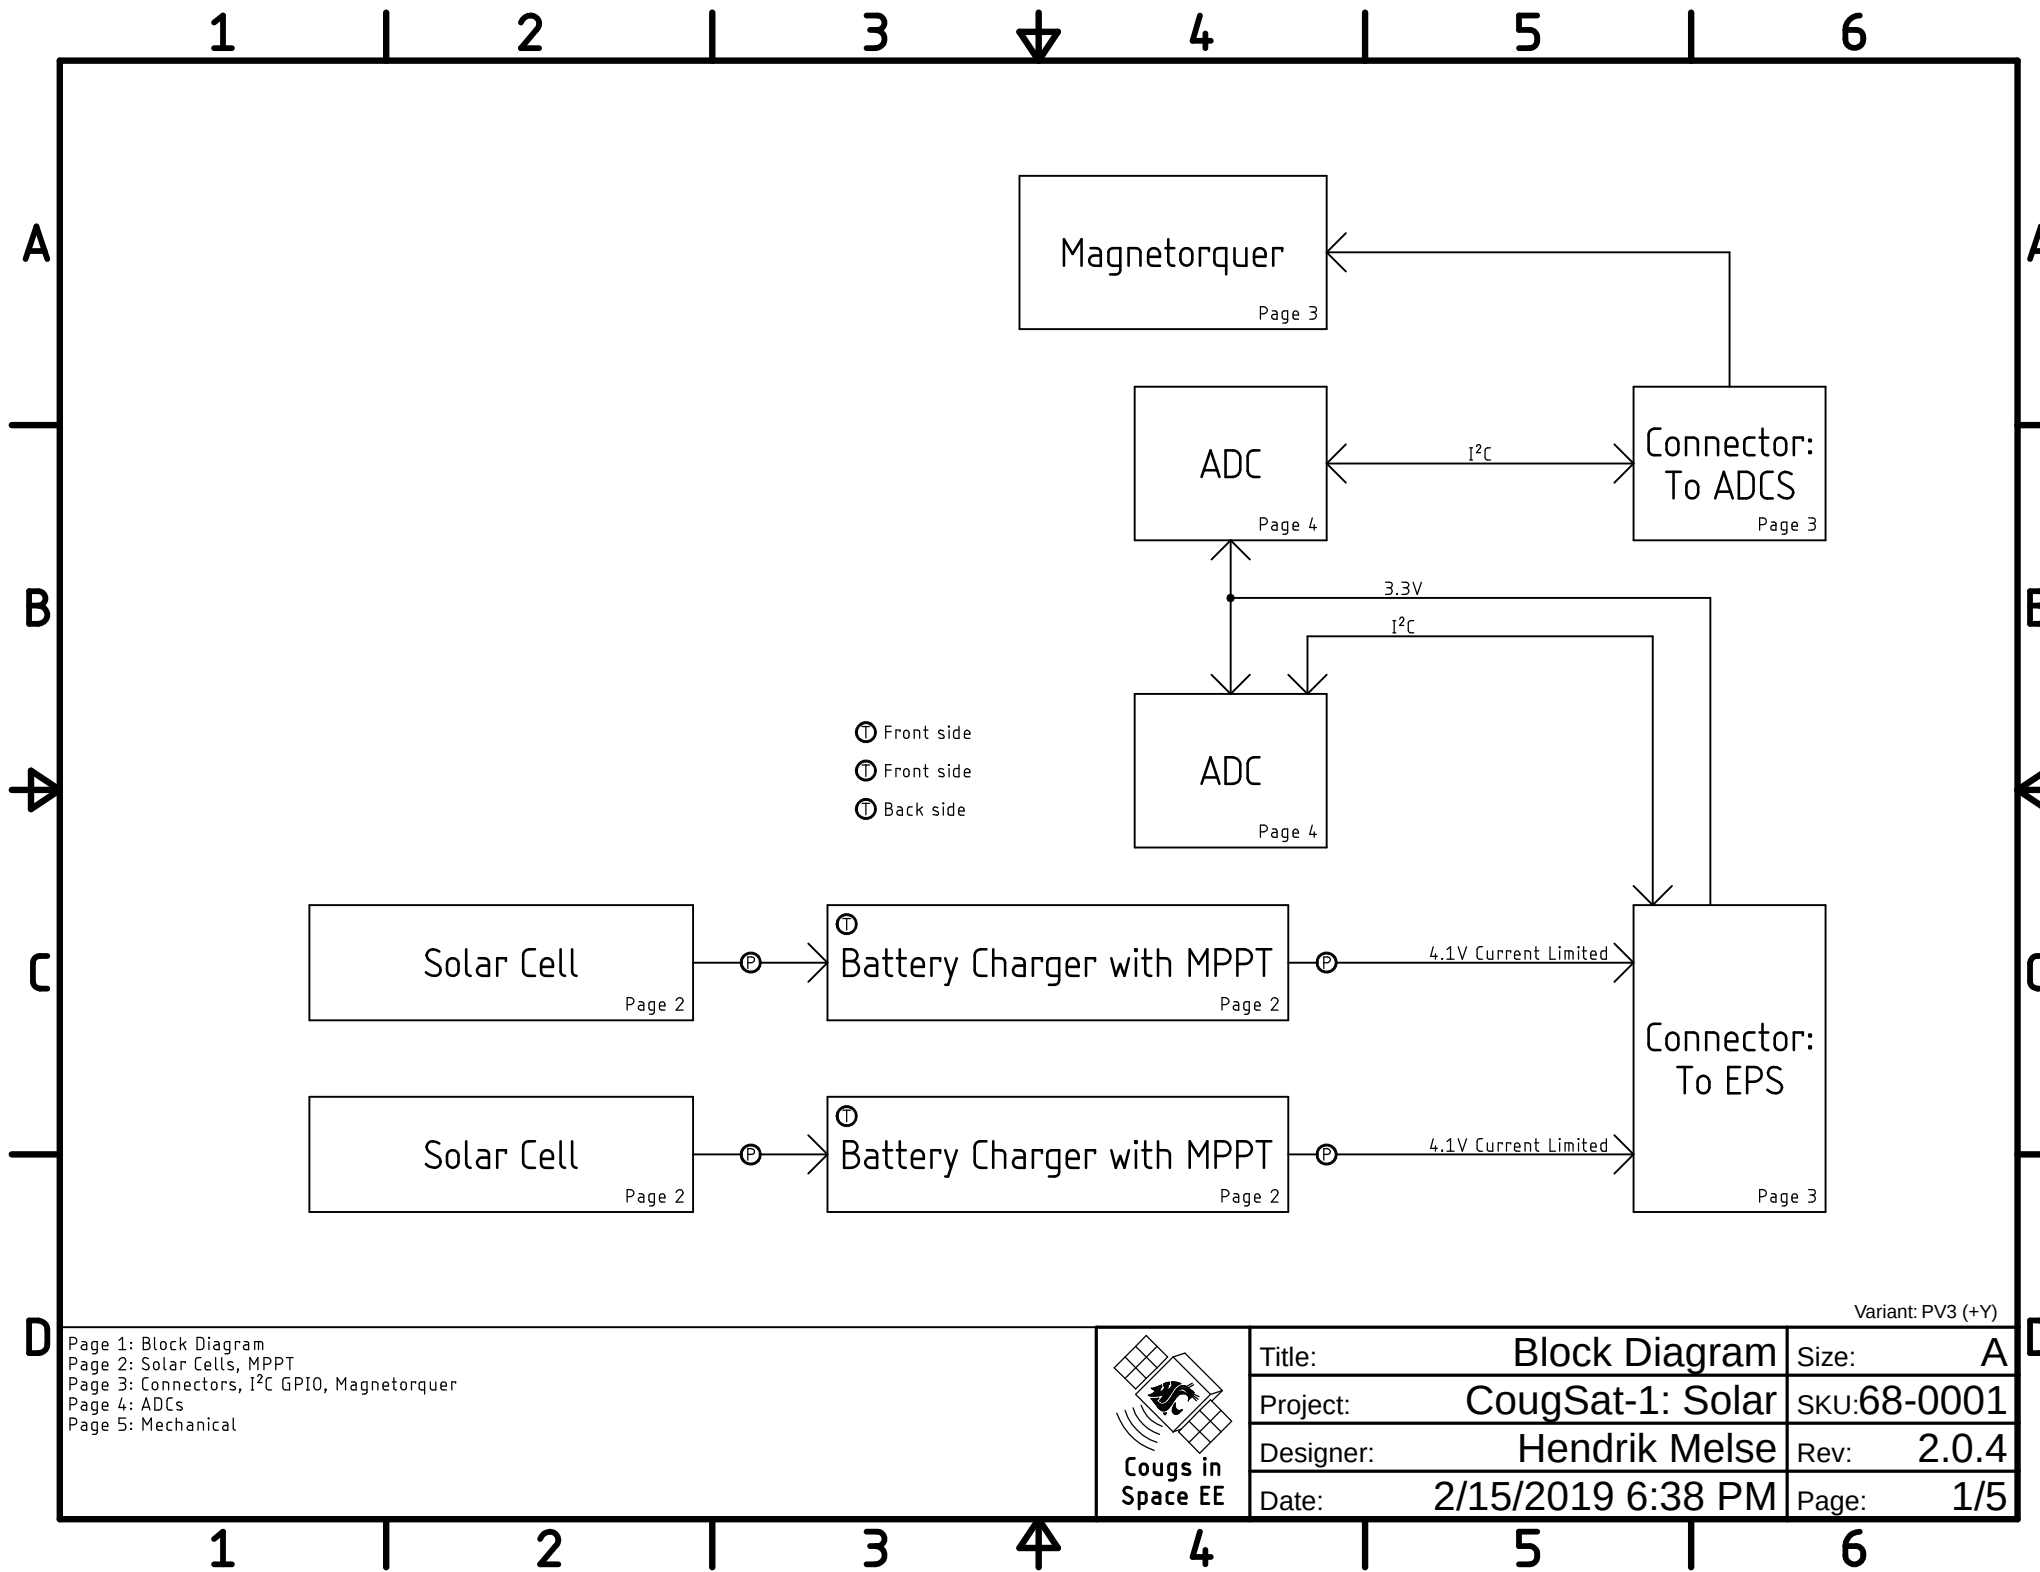 1 2 3 4 5 6
A
Magnetorquer
Page 3
A
ADC
Page 4
I²C
Connector:
To ADCS
Page 3
B
3.3V
I²C
B
T Front side
T Front side
T Back side
ADC
Page 4
C
Solar Cell
Page 2
P
T
Battery Charger with MPPT
Page 2
P
4.1V Current Limited
C
Connector:
To EPS
Page 3
Solar Cell
Page 2
P
T
Battery Charger with MPPT
Page 2
P
4.1V Current Limited
Variant: PV3 (+Y)
D
D
Page 1: Block Diagram
Page 2: Solar Cells, MPPT
Page 3: Connectors, I²C GPIO, Magnetorquer
Page 4: ADCs
Page 5: Mechanical
Cougs in
Space EE
Title: Block Diagram Size: A
Project: CougSat-1: Solar SKU:68-0001
Designer: Hendrik Melse Rev: 2.0.4
Date: 2/15/2019 6:38 PM Page: 1/5
1 2 3 4 5 6